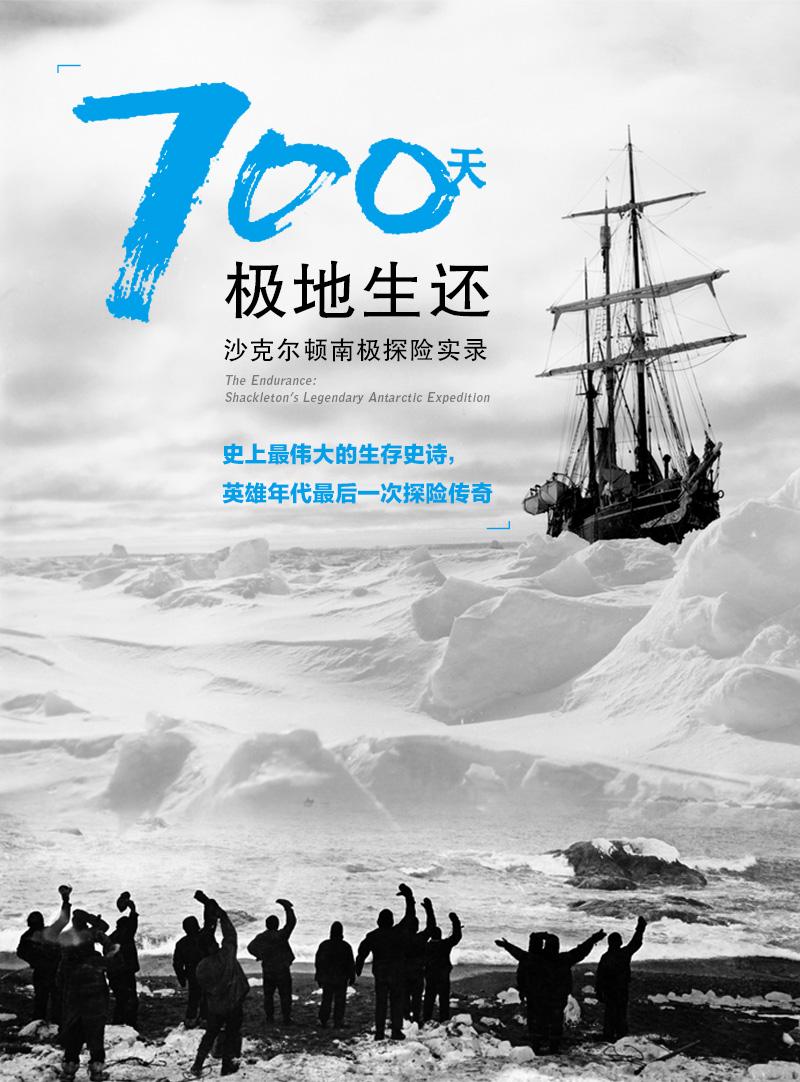 700天
极地生还
沙克尔顿南极探险实录
The Endurance:
Shackleton's Legendary Antarctic Expedition
史上最伟大的生存史诗,
英雄年代最后一次探险传奇